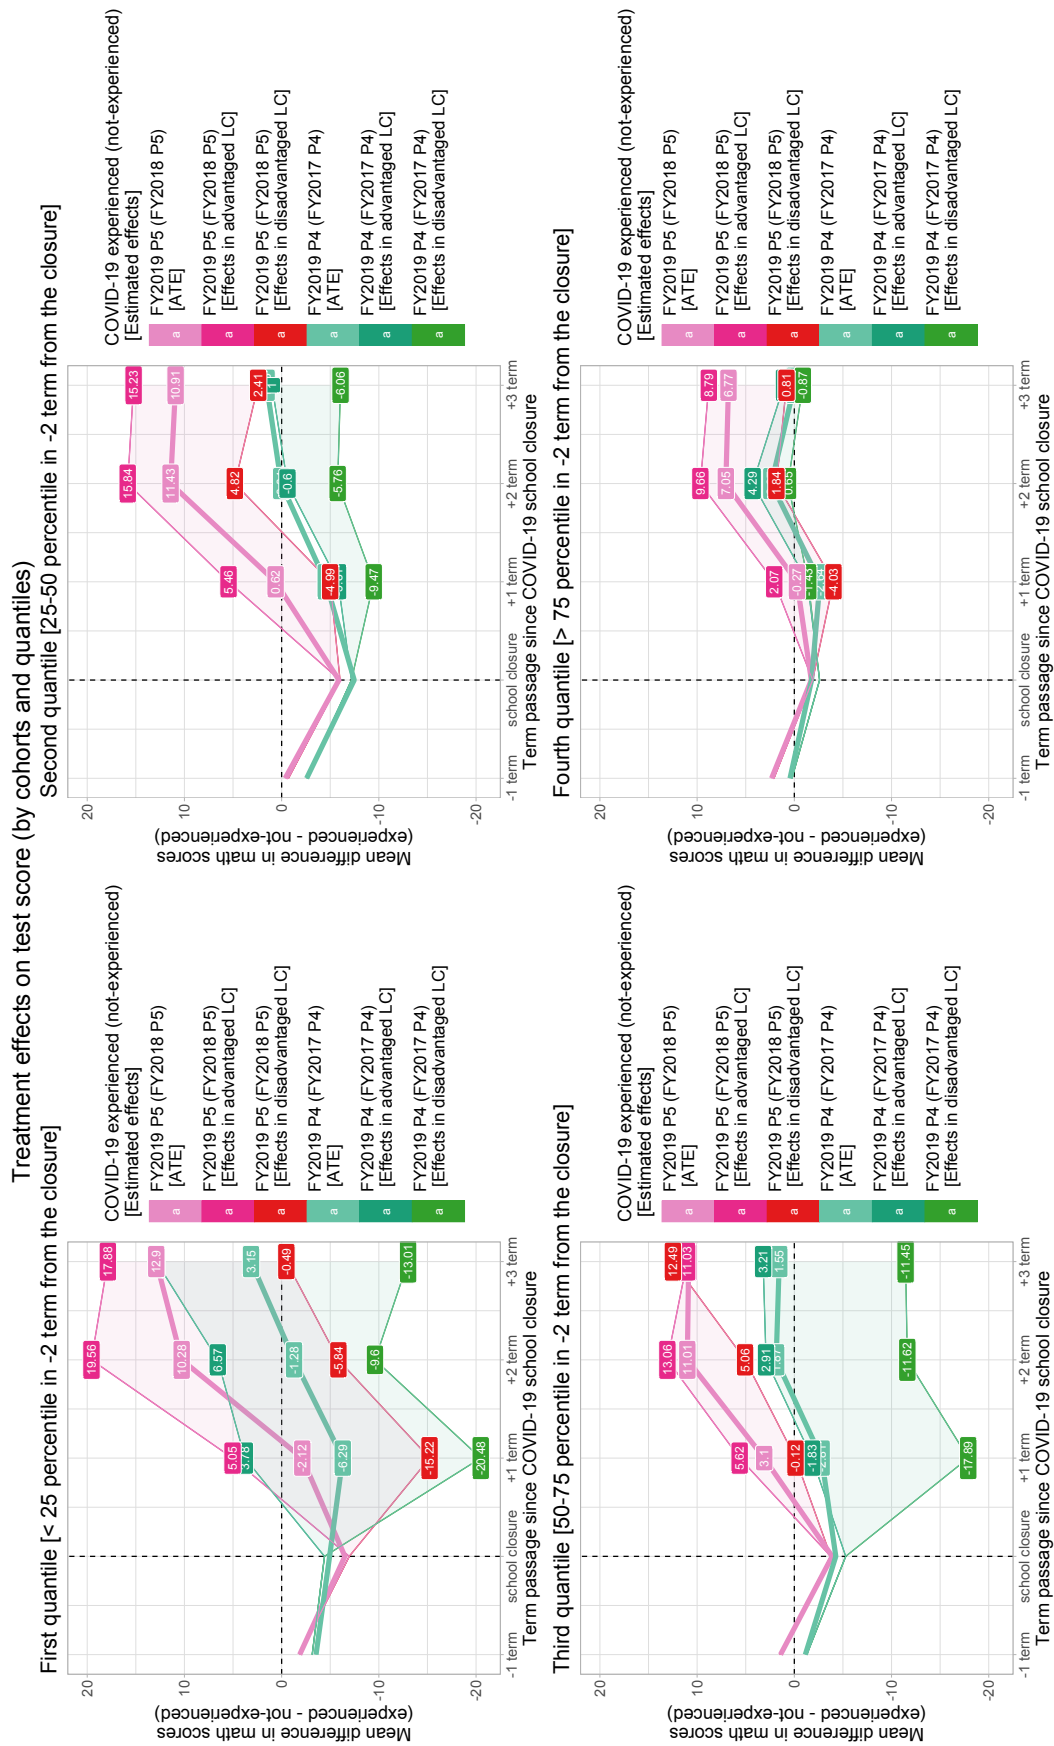 Treatment effects on test score (by cohorts and quantiles)
First quantile [< 25 percentile in -2 term from the closure]
Mean difference in math scores
(experienced - not-experienced)
20
10
0
-10
-20
19.56
17.88
12.9
10.28
6.57
5.05
3.78
3.15
-0.49
-1.28
-2.12
-5.84
-6.29
-9.6
-13.01
-15.22
-20.48
-1 term
school closure
+1 term
+2 term
+3 term
Term passage since COVID-19 school closure
COVID-19 experienced (not-experienced)
[Estimated effects]
a
FY2019 P5 (FY2018 P5)
[ATE]
a
FY2019 P5 (FY2018 P5)
[Effects in advantaged LC]
a
FY2019 P5 (FY2018 P5)
[Effects in disadvantaged LC]
a
FY2019 P4 (FY2017 P4)
[ATE]
a
FY2019 P4 (FY2017 P4)
[Effects in advantaged LC]
a
FY2019 P4 (FY2017 P4)
[Effects in disadvantaged LC]
Second quantile [25-50 percentile in -2 term from the closure]
Mean difference in math scores
(experienced - not-experienced)
20
10
0
-10
-20
15.84
15.23
11.43
10.91
5.46
4.82
2.41
0.62
-0.6
-4.99
-5.76
-6.06
-9.47
-1 term
school closure
+1 term
+2 term
+3 term
Term passage since COVID-19 school closure
COVID-19 experienced (not-experienced)
[Estimated effects]
a
FY2019 P5 (FY2018 P5)
[ATE]
a
FY2019 P5 (FY2018 P5)
[Effects in advantaged LC]
a
FY2019 P5 (FY2018 P5)
[Effects in disadvantaged LC]
a
FY2019 P4 (FY2017 P4)
[ATE]
a
FY2019 P4 (FY2017 P4)
[Effects in advantaged LC]
a
FY2019 P4 (FY2017 P4)
[Effects in disadvantaged LC]
Third quantile [50-75 percentile in -2 term from the closure]
Mean difference in math scores
(experienced - not-experienced)
20
10
0
-10
-20
13.06
12.49
11.03
11.01
5.62
5.06
3.1
3.21
2.91
1.87
1.55
-0.12
-1.83
-11.45
-11.62
-17.89
-1 term
school closure
+1 term
+2 term
+3 term
Term passage since COVID-19 school closure
COVID-19 experienced (not-experienced)
[Estimated effects]
a
FY2019 P5 (FY2018 P5)
[ATE]
a
FY2019 P5 (FY2018 P5)
[Effects in advantaged LC]
a
FY2019 P5 (FY2018 P5)
[Effects in disadvantaged LC]
a
FY2019 P4 (FY2017 P4)
[ATE]
a
FY2019 P4 (FY2017 P4)
[Effects in advantaged LC]
a
FY2019 P4 (FY2017 P4)
[Effects in disadvantaged LC]
Fourth quantile [> 75 percentile in -2 term from the closure]
Mean difference in math scores
(experienced - not-experienced)
20
10
0
-10
-20
9.66
8.79
7.05
6.77
4.29
2.07
1.84
0.65
0.81
-0.87
-0.27
-1.43
-2.64
-4.03
-1 term
school closure
+1 term
+2 term
+3 term
Term passage since COVID-19 school closure
COVID-19 experienced (not-experienced)
[Estimated effects]
a
FY2019 P5 (FY2018 P5)
[ATE]
a
FY2019 P5 (FY2018 P5)
[Effects in advantaged LC]
a
FY2019 P5 (FY2018 P5)
[Effects in disadvantaged LC]
a
FY2019 P4 (FY2017 P4)
[ATE]
a
FY2019 P4 (FY2017 P4)
[Effects in advantaged LC]
a
FY2019 P4 (FY2017 P4)
[Effects in disadvantaged LC]